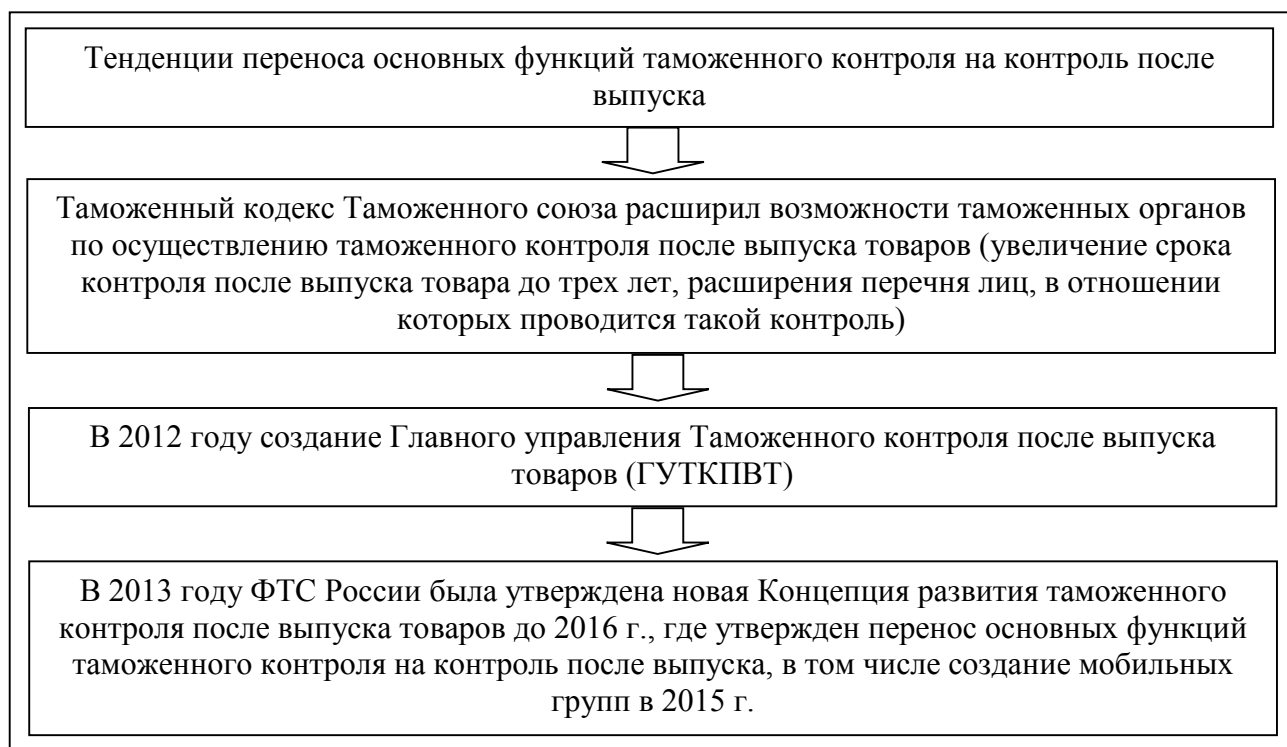 Тенденции переноса основных функций таможенного контроля на контроль после
выпуска
Таможенный кодекс Таможенного союза расширил возможности таможенных органов
по осуществлению таможенного контроля после выпуска товаров (увеличение срока
контроля после выпуска товара до трех лет, расширения перечня лиц, в отношении
которых проводится такой контроль)
В 2012 году создание Главного управления Таможенного контроля после выпуска
товаров (ГУТКПВТ)
В 2013 году ФТС России была утверждена новая Концепция развития таможенного
контроля после выпуска товаров до 2016 г., где утвержден перенос основных функций
таможенного контроля на контроль после выпуска, в том числе создание мобильных
групп в 2015 г.